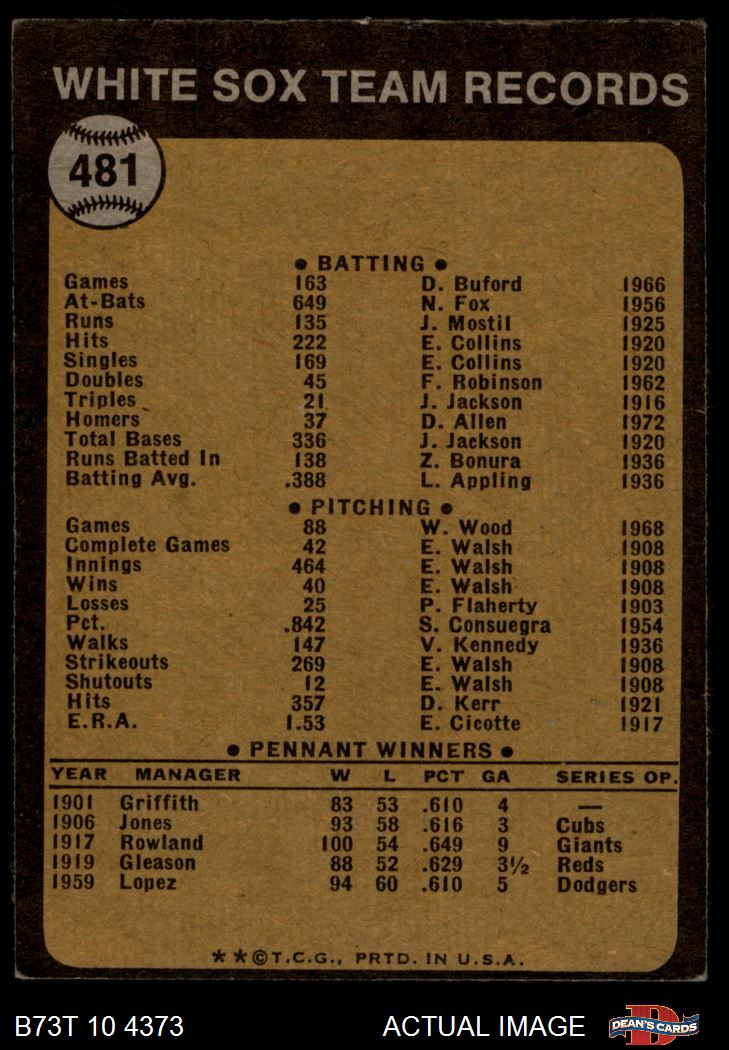 WHITE SOX TEAM RECORDS
481
• BATTING •
Games 163 D. Buford 1966
At-Bats 649 N. Fox 1956
Runs 135 J. Mostil 1925
Hits 222 E. Collins 1920
Singles 169 E. Collins 1920
Doubles 45 F. Robinson 1962
Triples 21 J. Jackson 1916
Homers 37 D. Allen 1972
Total Bases 336 J. Jackson 1920
Runs Batted In 138 Z. Bonura 1936
Batting Avg. .388 L. Appling 1936
• PITCHING •
Games 88 W. Wood 1968
Complete Games 42 E. Walsh 1908
Innings 464 E. Walsh 1908
Wins 40 E. Walsh 1908
Losses 25 P. Flaherty 1903
Pct. .842 S. Consuegra 1954
Walks 147 V. Kennedy 1936
Strikeouts 269 E. Walsh 1908
Shutouts 12 E. Walsh 1908
Hits 357 D. Kerr 1921
E.R.A. 1.53 E. Cicotte 1917
• PENNANT WINNERS •
YEAR MANAGER W L PCT GA SERIES OP.
1901 Griffith 83 53 .610 4 —
1906 Jones 93 58 .616 3 Cubs
1917 Rowland 100 54 .649 9 Giants
1919 Gleason 88 52 .629 3½ Reds
1959 Lopez 94 60 .610 5 Dodgers
**©T.C.G., PRTD. IN U.S.A.
B73T 10 4373 ACTUAL IMAGE D DEAN'S CARDS